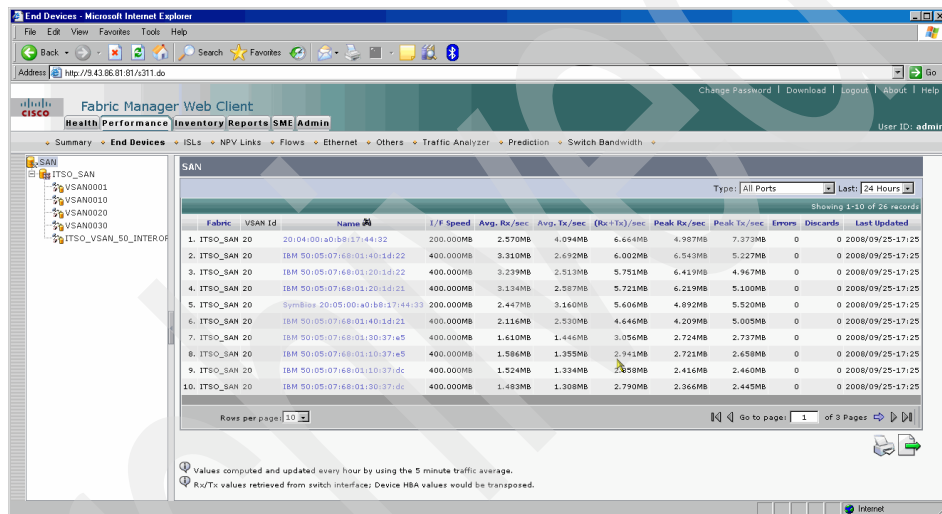 End Devices - Microsoft Internet Explorer
File Edit View Favorites Tools Help
Back Search Favorites
Address http://9.43.86.81:81/s311.do Go
Change Password | Download | Logout | About | Help
CISCO Fabric Manager Web Client
Health Performance Inventory Reports SME Admin
User ID: admin
Summary End Devices ISLs NPV Links Flows Ethernet Others Traffic Analyzer Prediction Switch Bandwidth
SAN
ITSO_SAN
VSAN0001
VSAN0010
VSAN0020
VSAN0030
ITSO_VSAN_50_INTEROP
SAN
Type: All Ports Last: 24 Hours
Showing 1-10 of 26 records
Fabric VSAN Id Name I/F Speed Avg. Rx/sec Avg. Tx/sec (Rx+Tx)/sec Peak Rx/sec Peak Tx/sec Errors Discards Last Updated
1. ITSO_SAN 20 20:04:00:a0:b8:17:44:32 200.000MB 2.570MB 4.094MB 6.664MB 4.987MB 7.373MB 0 0 2008/09/25-17:25
2. ITSO_SAN 20 IBM 50:05:07:68:01:40:1d:22 400.000MB 3.310MB 2.692MB 6.002MB 6.543MB 5.227MB 0 0 2008/09/25-17:25
3. ITSO_SAN 20 IBM 50:05:07:68:01:20:1d:22 400.000MB 3.239MB 2.513MB 5.751MB 6.419MB 4.967MB 0 0 2008/09/25-17:25
4. ITSO_SAN 20 IBM 50:05:07:68:01:20:1d:21 400.000MB 3.134MB 2.587MB 5.721MB 6.219MB 5.100MB 0 0 2008/09/25-17:25
5. ITSO_SAN 20 SymBios 20:05:00:a0:b8:17:44:33 200.000MB 2.447MB 3.160MB 5.606MB 4.892MB 5.520MB 0 0 2008/09/25-17:25
6. ITSO_SAN 20 IBM 50:05:07:68:01:40:1d:21 400.000MB 2.116MB 2.530MB 4.646MB 4.209MB 5.005MB 0 0 2008/09/25-17:25
7. ITSO_SAN 20 IBM 50:05:07:68:01:30:37:e5 400.000MB 1.610MB 1.446MB 3.056MB 2.724MB 2.737MB 0 0 2008/09/25-17:25
8. ITSO_SAN 20 IBM 50:05:07:68:01:10:37:e5 400.000MB 1.586MB 1.355MB 2.941MB 2.721MB 2.658MB 0 0 2008/09/25-17:25
9. ITSO_SAN 20 IBM 50:05:07:68:01:10:37:dc 400.000MB 1.524MB 1.334MB 2.858MB 2.416MB 2.460MB 0 0 2008/09/25-17:25
10. ITSO_SAN 20 IBM 50:05:07:68:01:30:37:dc 400.000MB 1.483MB 1.308MB 2.790MB 2.366MB 2.445MB 0 0 2008/09/25-17:25
Rows per page: 10 Go to page: 1 of 3 Pages
Values computed and updated every hour by using the 5 minute traffic average.
Rx/Tx values retrieved from switch interface; Device HBA values would be transposed.
Internet